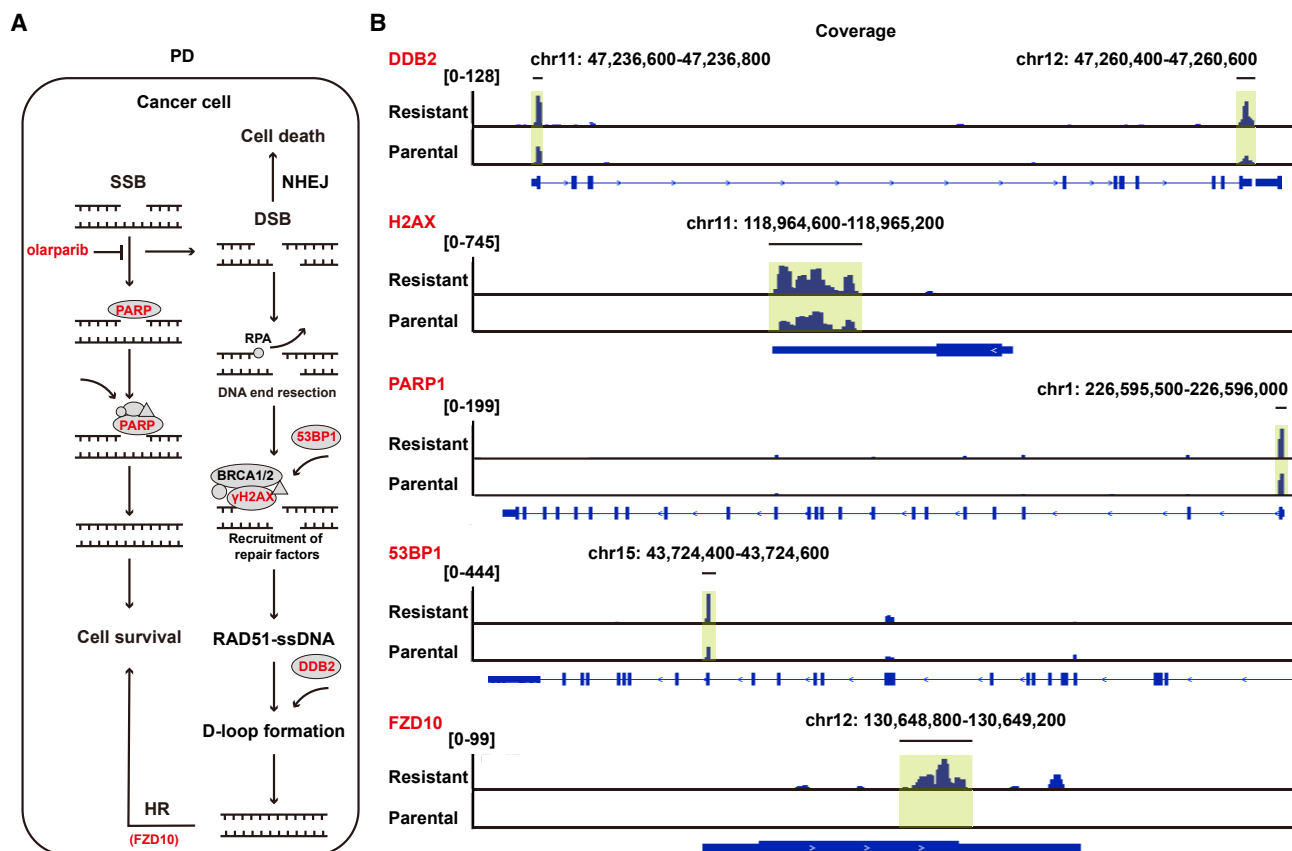 A
PD
Cancer cell
Cell death
NHEJ
SSB
DSB
olarparib
PARP
RPA
DNA end resection
PARP
53BP1
BRCA1/2
γH2AX
Recruitment of
repair factors
Cell survival
RAD51-ssDNA
DDB2
D-loop formation
HR
(FZD10)
B
Coverage
DDB2
chr11: 47,236,600-47,236,800
chr12: 47,260,400-47,260,600
[0-128]
Resistant
Parental
H2AX
chr11: 118,964,600-118,965,200
[0-745]
Resistant
Parental
PARP1
chr1: 226,595,500-226,596,000
[0-199]
Resistant
Parental
53BP1
chr15: 43,724,400-43,724,600
[0-444]
Resistant
Parental
FZD10
chr12: 130,648,800-130,649,200
[0-99]
Resistant
Parental